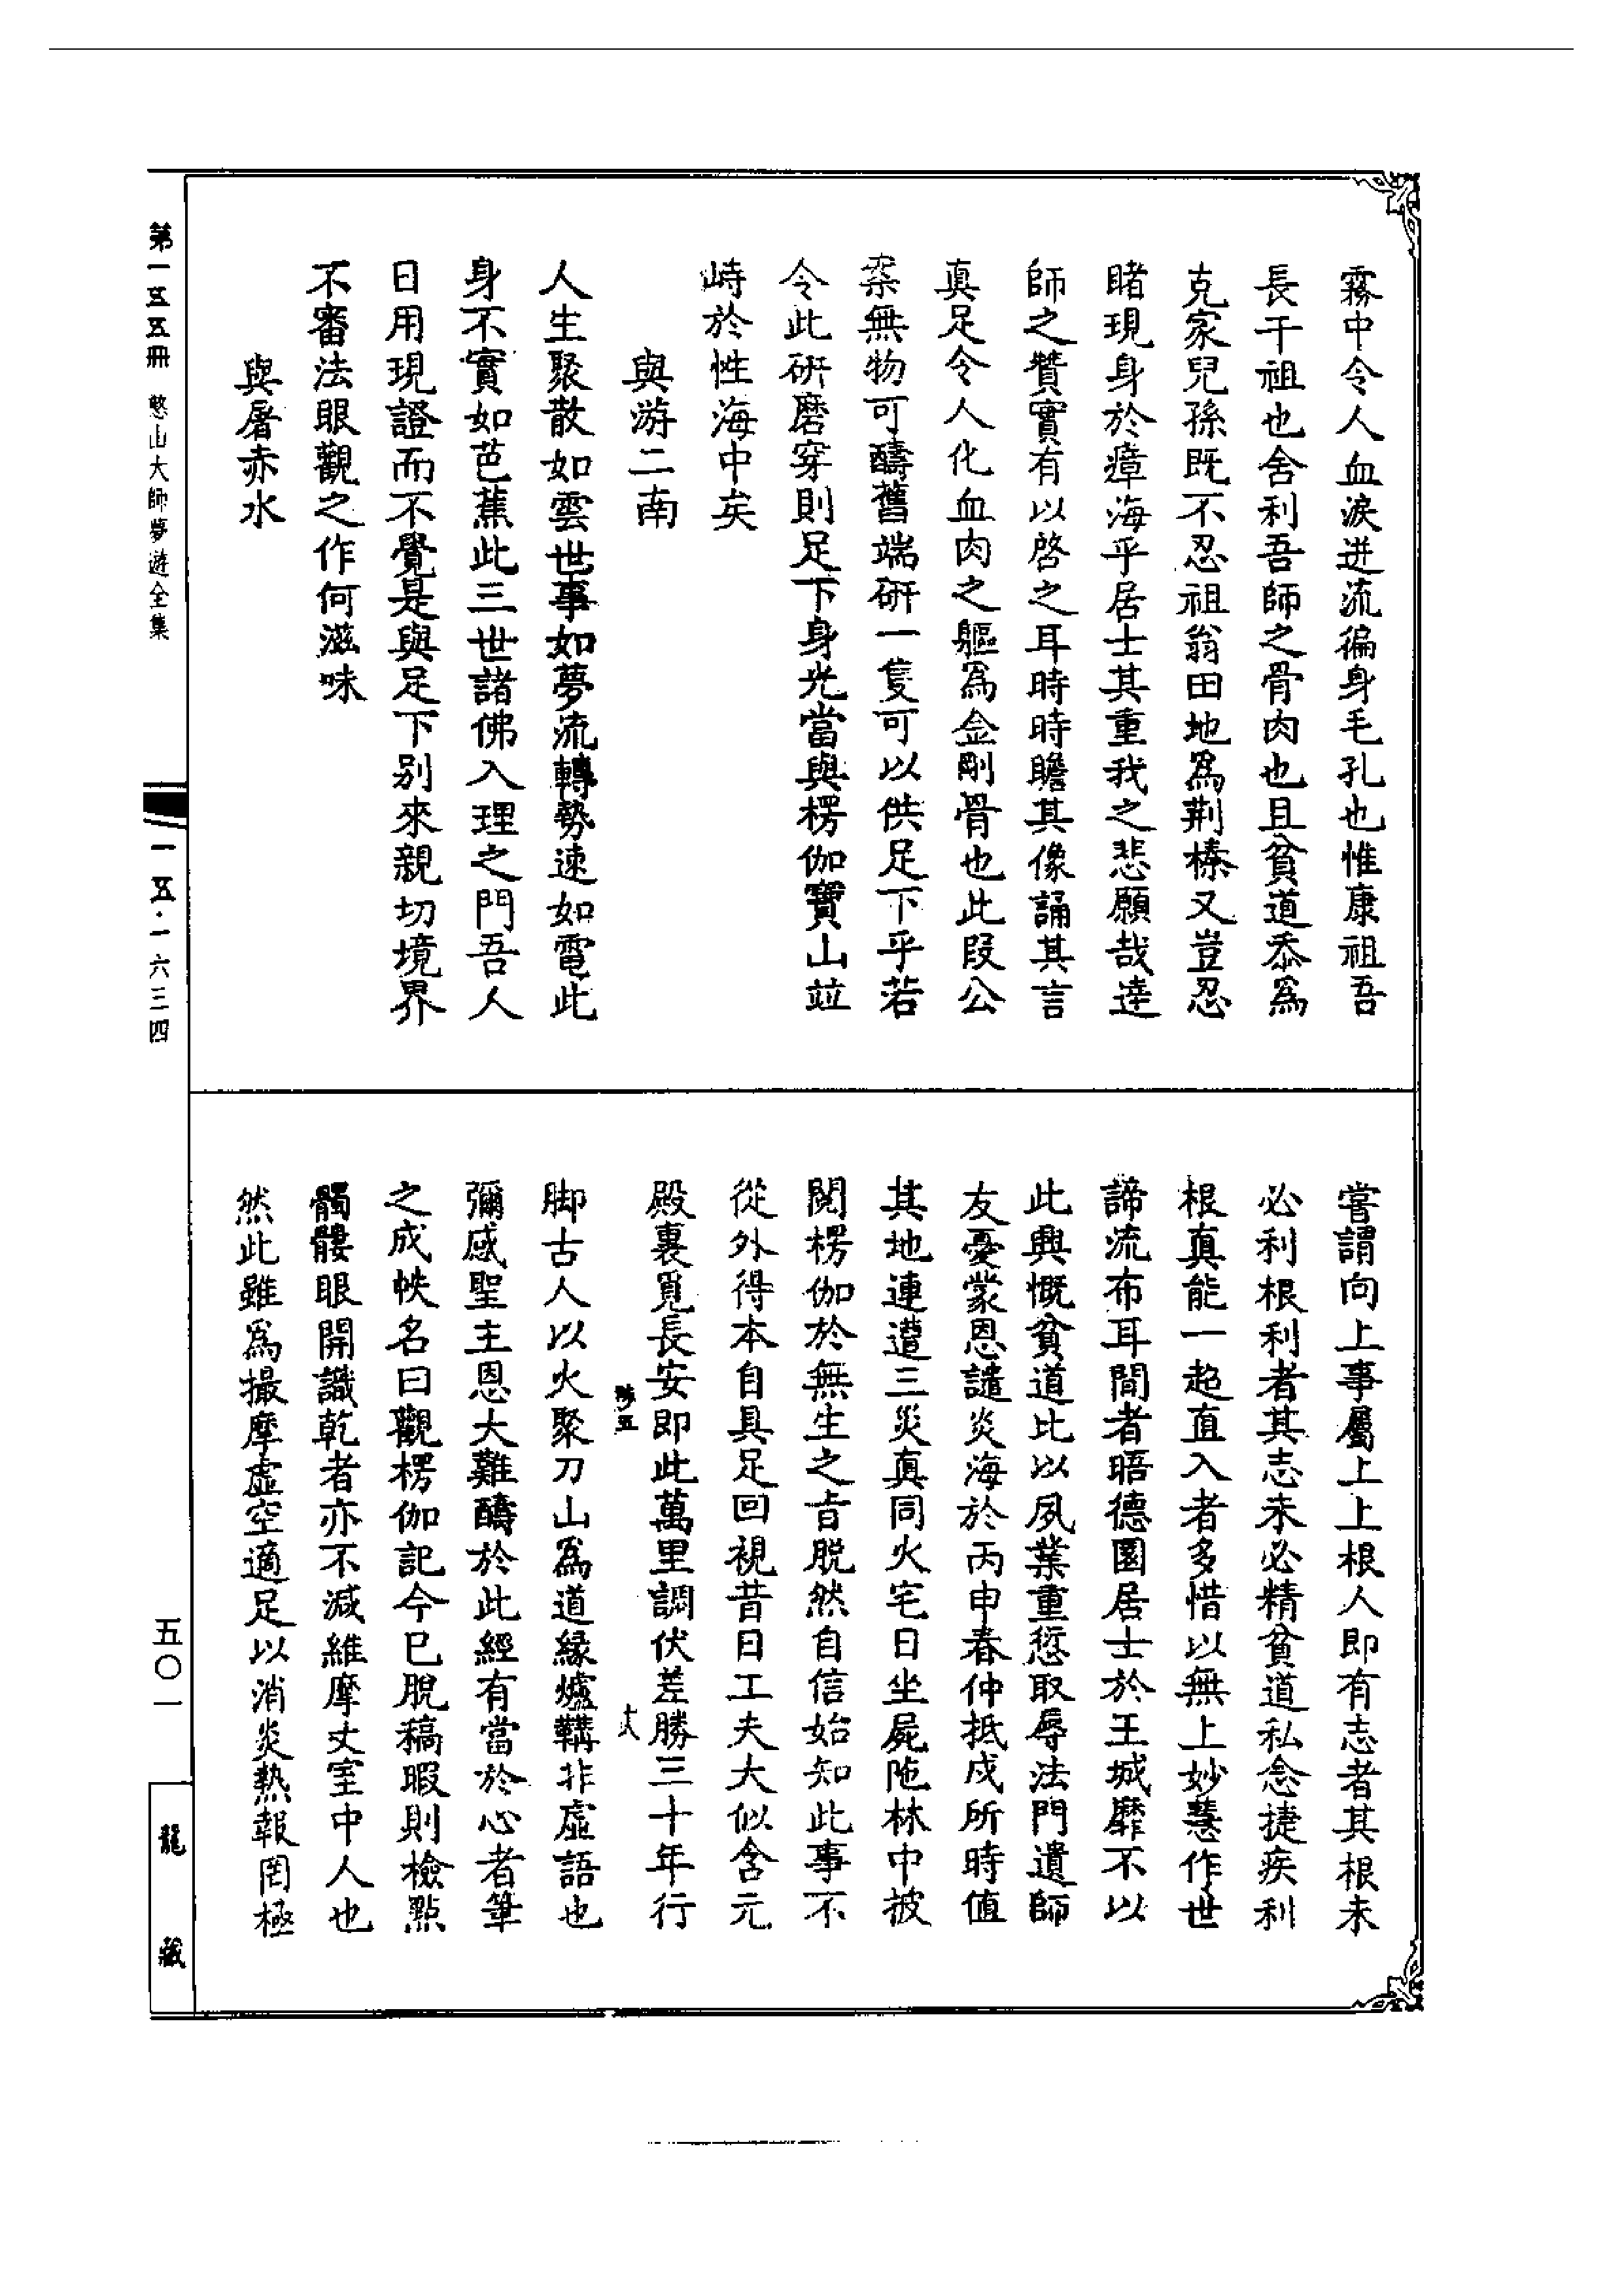 霧中令人血淚迸流徧身毛孔也惟康祖吾
長干祖也舍利吾師之骨肉也且貧道忝為
克家兒孫既不忍祖翁田地為荆榛又豈忍
睹現身於瘴海乎居士其重我之悲願哉達
師之贊實有以啓之耳時時瞻其像誦其言
真足令人化血肉之軀為金剛骨也此段公
案無物可醻舊端研一隻可以供足下乎若
令此研磨穿則足下身光當與楞伽寶山竝
峙於性海中矣
與游二南
人生聚散如雲世事如夢流轉勢速如電此
身不實如芭蕉此三世諸佛入理之門吾人
日用現證而不覺是與足下别來親切境界
不審法眼觀之作何滋味
與屠赤水
嘗謂向上事屬上上根人即有志者其根未
必利根利者其志未必精貧道私念捷疾利
根真能一超直入者多惜以無上妙慧作世
諦流布耳間者晤德園居士於王城靡不以
此興慨貧道比以夙業重愆取辱法門遺師
友憂蒙恩譴炎海於丙申春仲抵戍所時值
其地連遭三災真同火宅日坐屍陁林中披
閱楞伽於無生之旨脱然自信始知此事不
從外得本自具足回視昔日工夫大似含元
殿裏覓長安即此萬里調伏差勝三十年行
脚古人以火聚刀山為道緣爐鞴非虛語也
彌感聖主恩大難醻於此經有當於心者筆
之成帙名曰觀楞伽記今已脫稿暇則檢點
髑髏眼開識乾者亦不減維摩丈室中人也
然此雖為撮摩虛空適足以消炎熱報罔極
第一五五冊 憨山大師夢遊全集
一五·一六三四
五〇一
龍藏